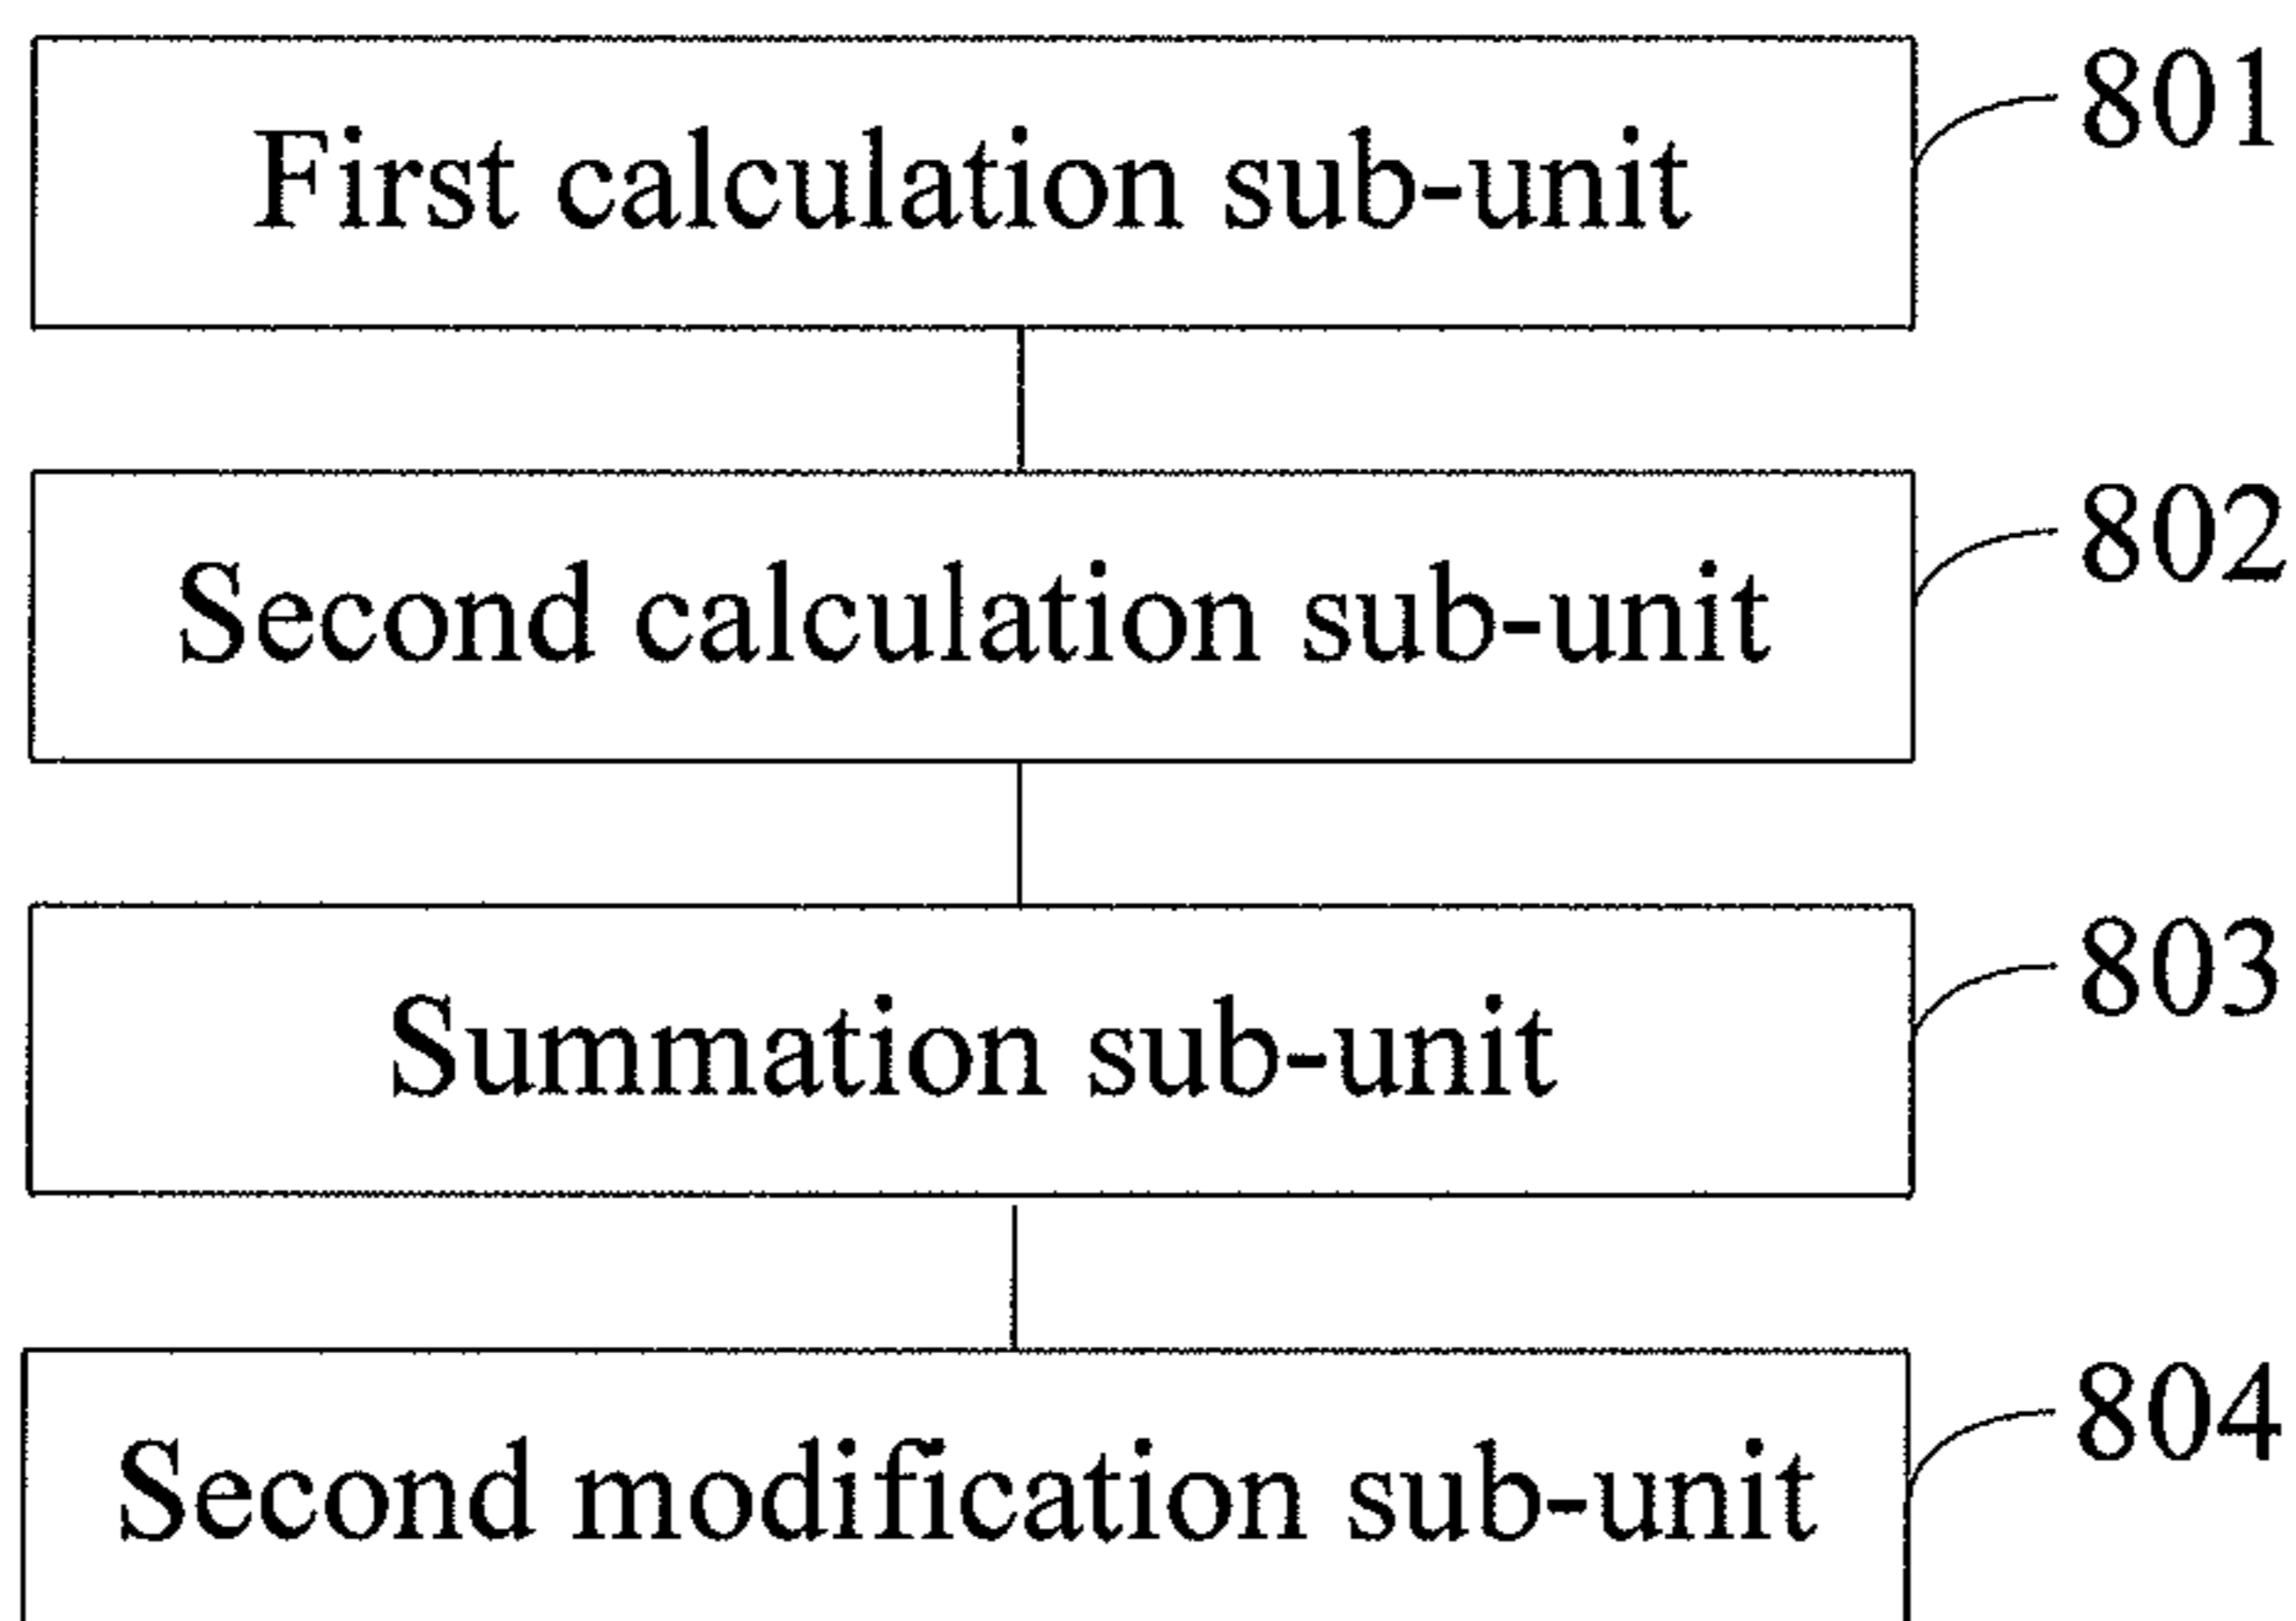 First calculation sub-unit 801
Second calculation sub-unit 802
Summation sub-unit 803
Second modification sub-unit 804